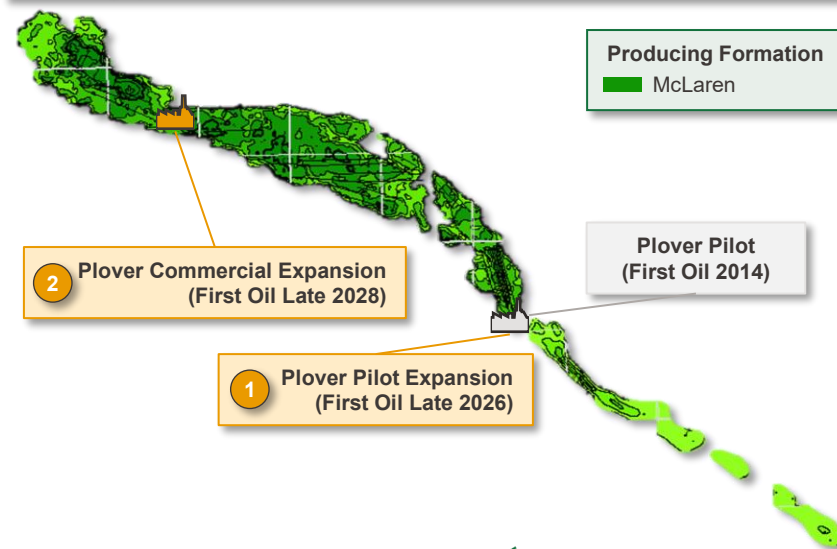 Producing Formation
McLaren
2
Plover Commercial Expansion
(First Oil Late 2028)
Plover Pilot
(First Oil 2014)
1
Plover Pilot Expansion
(First Oil Late 2026)